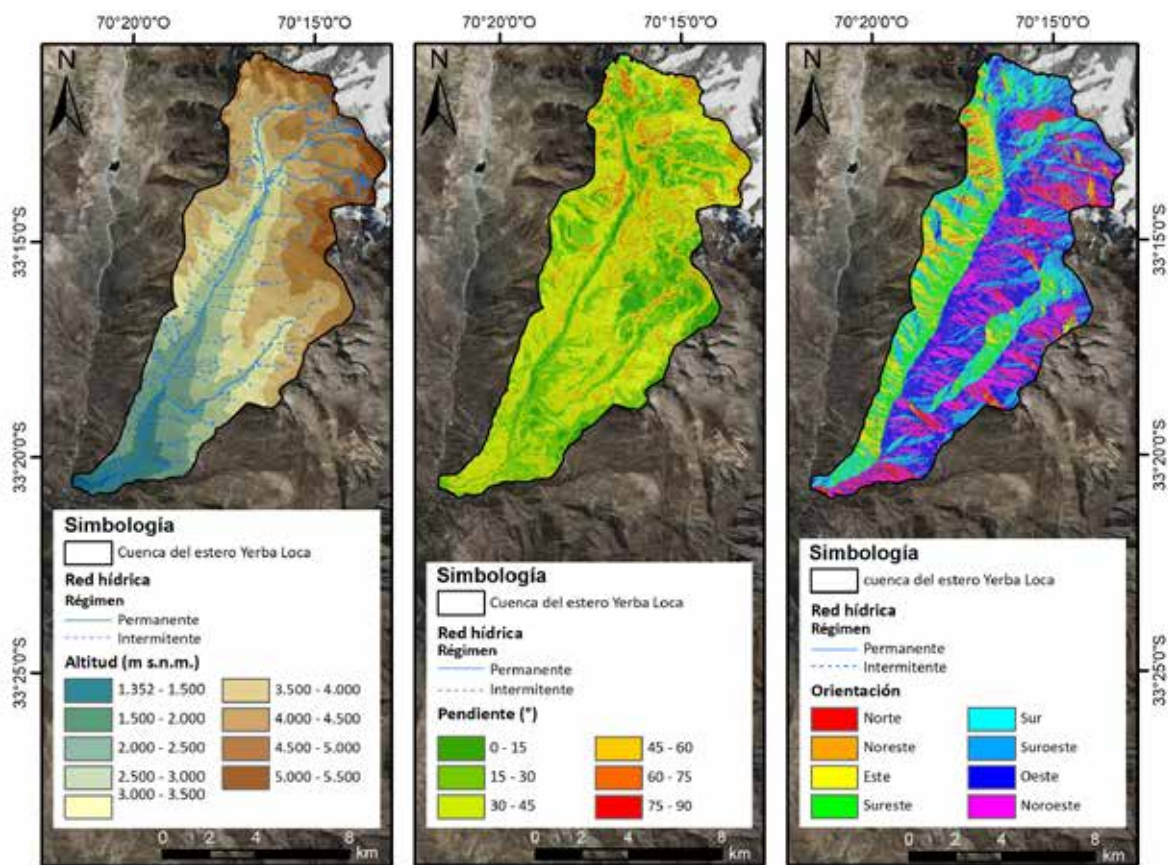 70°20'0"O
70°15'0"O
70°20'0"O
70°15'0"O
70°20'0"O
70°15'0"O
N
N
N
33°15'0"S
33°20'0"S
33°25'0"S
33°15'0"S
33°20'0"S
33°25'0"S
Simbología
Cuenca del estero Yerba Loca
Red hídrica
Régimen
Permanente
Intermitente
Altitud (m s.n.m.)
1.352 - 1.500
1.500 - 2.000
2.000 - 2.500
2.500 - 3.000
3.000 - 3.500
3.500 - 4.000
4.000 - 4.500
4.500 - 5.000
5.000 - 5.500
0 2 4 8
km
Simbología
Cuenca del estero Yerba Loca
Red hídrica
Régimen
Permanente
Intermitente
Pendiente (°)
0 - 15
15 - 30
30 - 45
45 - 60
60 - 75
75 - 90
0 2 4 8
km
Simbología
cuenca del estero Yerba Loca
Red hídrica
Régimen
Permanente
Intermitente
Orientación
Norte
Noreste
Este
Sureste
Sur
Suroeste
Oeste
Noroeste
0 2 4 8
km